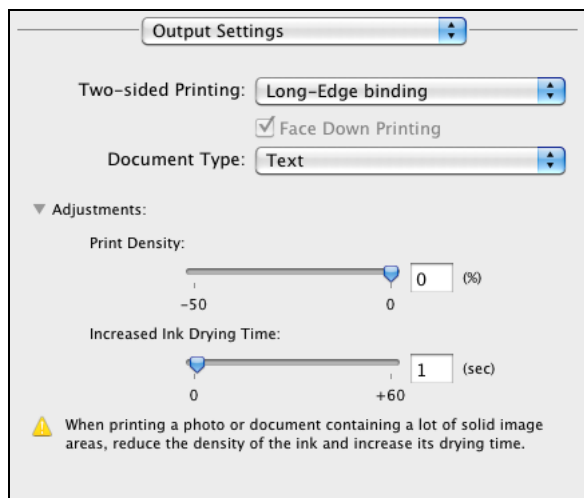 Output Settings
Two-sided Printing: Long-Edge binding
Face Down Printing
Document Type: Text
Adjustments:
Print Density:
0 (%)
-50 0
Increased Ink Drying Time:
1 (sec)
0 +60
When printing a photo or document containing a lot of solid image
areas, reduce the density of the ink and increase its drying time.